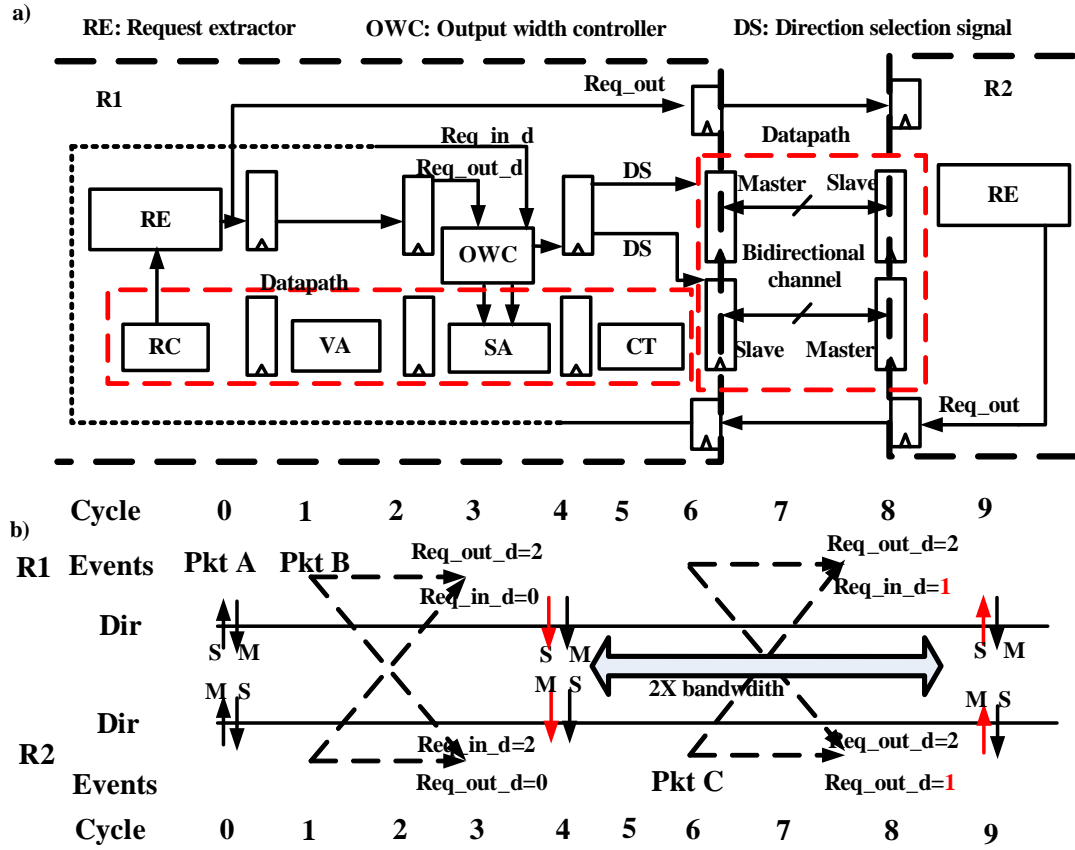 a)
RE: Request extractor OWC: Output width controller DS: Direction selection signal
R1 Req_out R2
Req_in_d Datapath
Req_out_d DS Master Slave
RE RE
OWC DS Bidirectional channel
Datapath
RC VA SA CT Slave Master
Req_out
Cycle 0 1 2 3 4 5 6 7 8 9
b)
Req_out_d=2 Req_out_d=2
R1 Events Pkt A Pkt B
Req_in_d=0 Req_in_d=1
Dir
S M S M S M
M S M S 2X bandwdith M S
Dir
R2 Req_in_d=2 Req_out_d=2
Events Req_out_d=0 Pkt C Req_out_d=1
Cycle 0 1 2 3 4 5 6 7 8 9